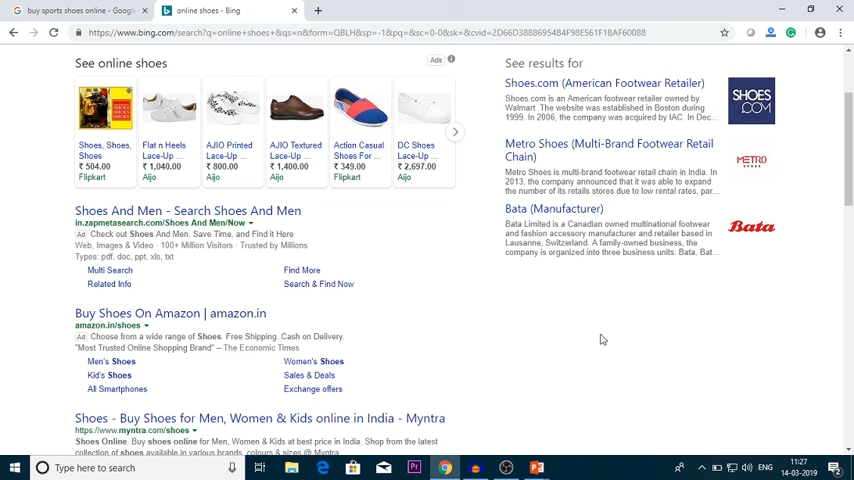 buy sports shoes online - Google
online shoes - Bing
https://www.bing.com/search?q=online+shoes+&qs=n&form=QBLH&sp=-1&pq=&sc=0-0&sk=&cvid=2D66D38886954B4F98E561F1BAF60088
See online shoes
Ads
Shoes, Shoes,
Shoes
₹ 504.00
Flipkart
Flat n Heels
Lace-Up ...
₹ 1,040.00
Aijo
AJIO Printed
Lace-Up ...
₹ 800.00
Aijo
AJIO Textured
Lace-Up ...
₹ 1,400.00
Aijo
Action Casual
Shoes For ...
₹ 349.00
Flipkart
DC Shoes
Lace-Up ...
₹ 2,697.00
Aijo
Shoes And Men - Search Shoes And Men
in.zapmetasearch.com/Shoes And Men/Now
Ad Check out Shoes And Men. Save Time, and Find it Here
Web, Images & Video · 100+ Million Visitors · Trusted by Millions
Types: pdf, doc, ppt, xls, txt
Multi Search
Find More
Related Info
Search & Find Now
Buy Shoes On Amazon | amazon.in
amazon.in/shoes
Ad Choose from a wide range of Shoes. Free Shipping. Cash on Delivery.
"Most Trusted Online Shopping Brand" – The Economic Times
Men's Shoes
Women's Shoes
Kid's Shoes
Sales & Deals
All Smartphones
Exchange offers
Shoes - Buy Shoes for Men, Women & Kids online in India - Myntra
https://www.myntra.com/shoes
Shoes Online. Buy shoes online for Men, Women & Kids at best price in India. Shop from the latest
collection of shoes available in various brands, colours & sizes @ Myntra
See results for
Shoes.com (American Footwear Retailer)
Shoes.com is an American footwear retailer owned by
Walmart. The website was established in Boston during
1999. In 2006, the company was acquired by IAC. In Dec...
SHOES
.COM
Metro Shoes (Multi-Brand Footwear Retail
Chain)
Metro Shoes is multi-brand footwear retail chain in India. In
2013, the company announced that it was able to expand
the number of its retails stores due to low rental rates, par...
METRO
SHOES
Bata (Manufacturer)
Bata Limited is a Canadian owned multinational footwear
and fashion accessory manufacturer and retailer based in
Lausanne, Switzerland. A family-owned business, the
company is organized into three business units: Bata, Bat...
Bata
Type here to search
Pr
ENG
11:27
14-03-2019
2